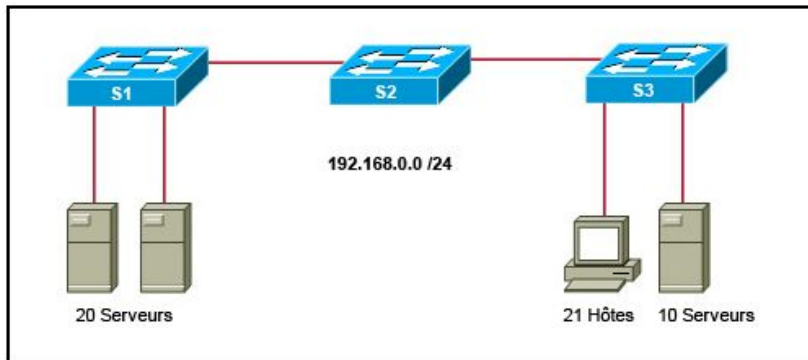 S1
S2
S3
192.168.0.0 /24
20 Serveurs
21 Hôtes
10 Serveurs